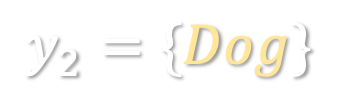 y₂ = {Dog}